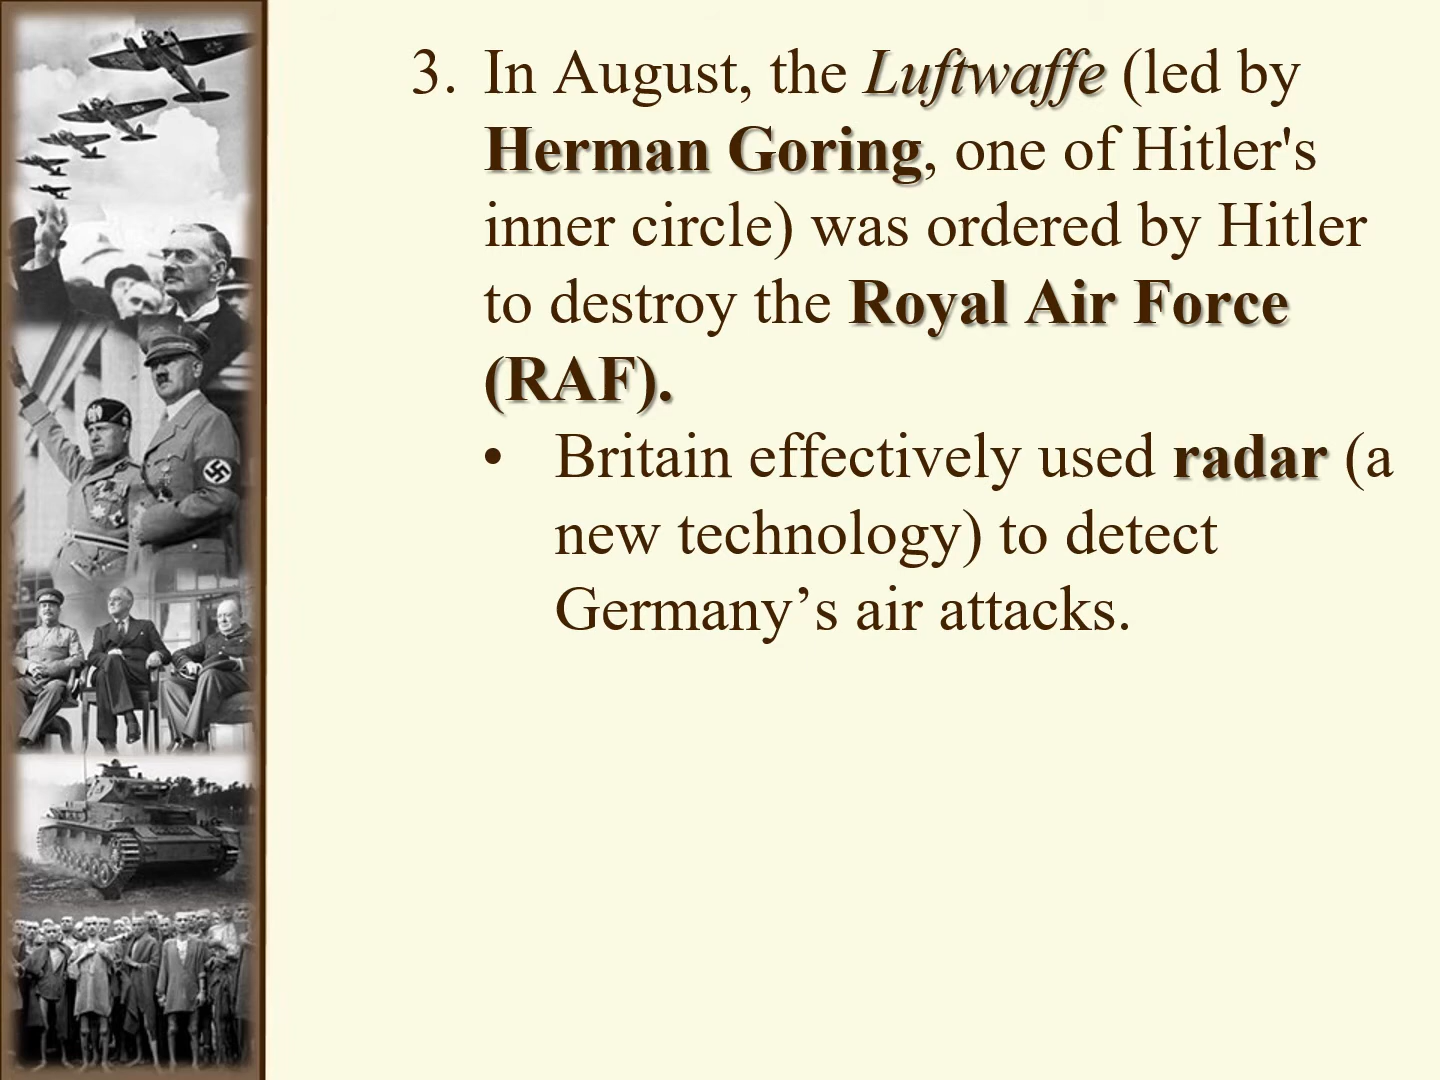 3. In August, the Luftwaffe (led by
Herman Goring, one of Hitler's
inner circle) was ordered by Hitler
to destroy the Royal Air Force
(RAF).
• Britain effectively used radar (a
new technology) to detect
Germany’s air attacks.